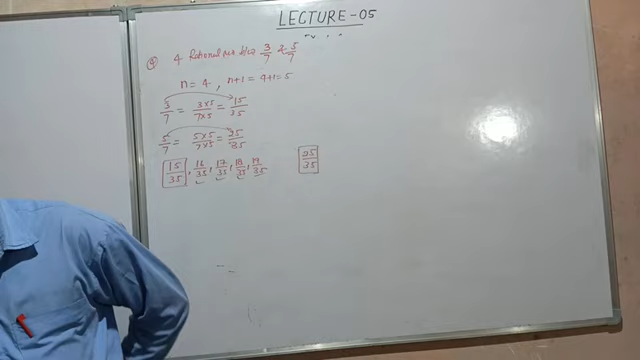 LECTURE-05
Q 4 Rational no. b/w 3/7 & 5/7
n=4 , n+1 = 4+1=5
3/7 = 3×5/7×5 = 15/35
5/7 = 5×5/7×5 = 25/35
15/35, 16/35, 17/35, 18/35, 19/35 25/35